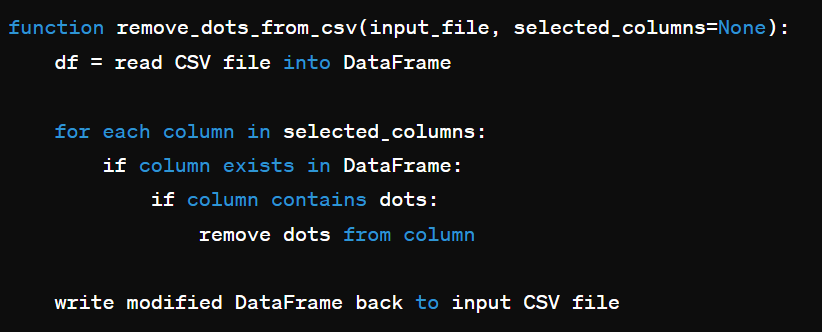 function remove_dots_from_csv(input_file, selected_columns=None):
df = read CSV file into DataFrame
for each column in selected_columns:
if column exists in DataFrame:
if column contains dots:
remove dots from column
write modified DataFrame back to input CSV file